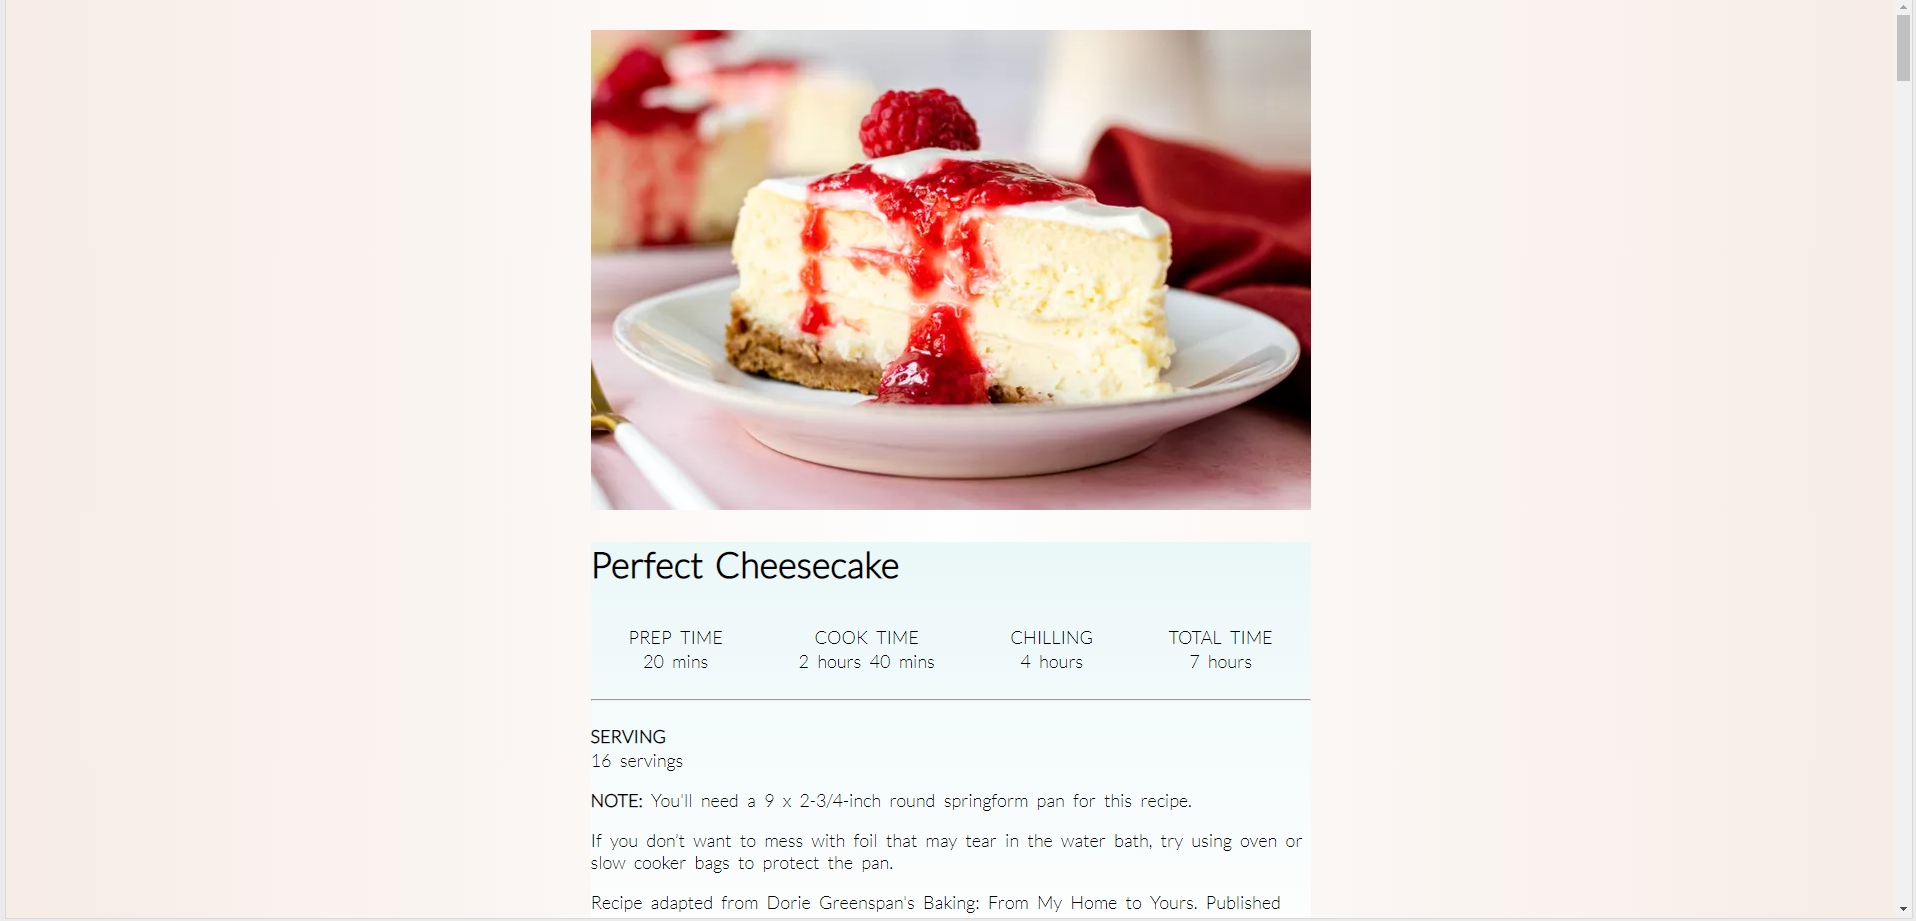 Perfect Cheesecake
PREP TIME COOK TIME CHILLING TOTAL TIME
20 mins 2 hours 40 mins 4 hours 7 hours
SERVING
16 servings
NOTE: You'll need a 9 x 2-3/4-inch round springform pan for this recipe.
If you don’t want to mess with foil that may tear in the water bath, try using oven or
slow cooker bags to protect the pan.
Recipe adapted from Dorie Greenspan's Baking: From My Home to Yours. Published